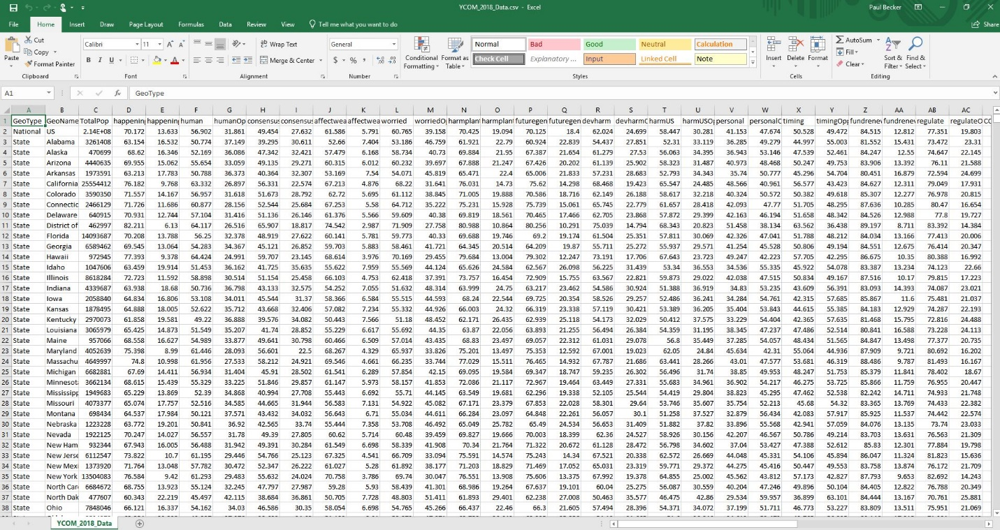 YCOM_2018_Data.csv - Excel
Paul Becker
File Home Insert Draw Page Layout Formulas Data Review View Tell me what you want to do Share
Paste Cut Copy Format Painter
Clipboard
Calibri 11 A A
B I U A
Font
Wrap Text
Merge & Center
Alignment
General
$ % ,
Number
Conditional Formatting Format as Table
Normal Bad Good Neutral Calculation
Check Cell Explanatory ... Input Linked Cell Note
Styles
Insert Delete Format
Cells
AutoSum Fill Clear Sort & Filter Find & Select
Editing
A1 fx GeoType
A B C D E F G H I J K L M N O P Q R S T U V W X Y Z AA AB AC
1 GeoType GeoName TotalPop happening happening human humanOp consensus consensus affectwea affectwea worried worriedO harmplant harmplant futuregen futuregen devharm devharmO harmUS harmUSOp personal personalO timing timingOpp fundrenew fundrenew regulate regulateO CO
2 National US 2.14E+08 70.172 13.633 56.902 31.861 49.454 27.632 61.586 5.791 60.765 39.158 70.425 19.094 70.125 18.4 62.024 24.699 58.447 30.281 41.153 47.674 50.528 49.472 84.515 12.812 77.351 19.803
3 State Alabama 3261408 63.154 16.532 50.774 37.149 39.295 30.611 52.66 7.404 53.186 46.759 61.921 22.79 60.924 22.839 54.437 27.851 52.31 33.119 36.285 49.279 44.997 55.003 81.552 15.431 73.472 23.31
4 State Alaska 470699 68.62 16.346 52.169 36.086 47.342 32.421 57.479 6.168 58.734 40.73 69.884 21.95 67.387 21.654 61.279 27.53 56.063 34.395 36.943 53.146 47.539 52.461 84.247 12.55 74.647 22.145
5 State Arizona 4440635 69.955 15.062 55.654 33.059 49.135 29.271 60.315 6.012 60.232 39.697 67.888 21.247 67.426 20.202 61.139 25.902 58.323 31.487 40.973 48.468 50.247 49.753 83.906 13.392 76.11 21.588
6 State Arkansas 1973591 63.213 17.783 50.788 36.373 40.364 32.307 53.169 7.54 54.071 45.819 65.471 22.4 65.006 21.833 57.231 28.683 52.793 34.343 35.74 50.777 45.296 54.704 80.451 16.879 72.594 24.699
7 State California 25554412 76.182 9.768 63.332 26.897 56.331 22.574 67.213 4.876 68.22 31.641 76.031 14.73 75.62 14.298 68.468 19.423 65.547 24.485 48.566 40.961 56.577 43.423 84.627 12.311 79.049 17.931
8 State Colorado 3590350 71.557 14.167 56.957 31.618 51.673 28.792 62.72 5.695 61.112 38.845 71.005 19.888 70.586 18.716 62.149 26.188 58.617 32.218 40.324 50.572 50.382 49.618 85.307 12.277 76.978 20.815
9 State Connectic 2466129 71.726 11.686 60.877 28.156 52.544 25.684 67.253 5.58 64.712 35.222 75.231 15.928 75.739 15.061 65.745 22.779 61.657 28.418 42.093 47.77 51.705 48.295 87.636 10.285 80.47 16.654
10 State Delaware 640915 70.931 12.744 57.104 31.416 51.136 26.146 61.376 5.566 59.609 40.38 69.819 18.561 70.465 17.466 62.705 23.868 57.872 29.399 42.163 46.194 51.658 48.342 84.526 12.988 77.8 19.727
11 State District of 462997 82.211 6.13 64.117 26.516 65.907 18.817 74.542 2.987 71.909 27.758 80.988 10.864 80.256 10.291 75.039 14.794 68.343 20.823 51.458 38.134 63.562 36.438 89.197 8.711 83.392 14.384
12 State Florida 14093687 70.208 13.788 56.25 32.378 48.919 27.622 60.141 5.781 59.773 40.33 69.688 19.746 69.2 19.174 61.504 25.351 57.811 30.069 42.326 47.041 51.788 48.212 84.034 13.166 77.413 20.006
13 State Georgia 6589462 69.545 13.064 54.283 34.367 45.121 26.852 59.703 5.883 58.461 41.721 64.345 20.514 64.209 19.87 55.711 25.272 55.937 29.571 41.254 45.528 50.806 49.194 84.551 12.675 76.414 20.347
14 State Hawaii 972945 77.393 9.378 64.424 24.991 59.707 23.145 68.614 3.976 70.169 29.455 79.684 13.004 79.302 12.247 73.191 17.706 67.643 23.723 49.247 42.223 57.705 42.295 86.675 10.35 80.388 16.992
15 State Idaho 1047606 63.459 19.914 51.453 36.162 41.725 35.635 55.622 7.959 55.569 44.124 65.626 24.584 62.567 26.098 56.225 31.439 53.34 36.553 34.536 55.335 45.922 54.078 83.387 13.234 74.123 22.66
16 State Illinois 8618284 72.723 11.592 58.898 30.514 51.154 25.458 66.103 4.753 62.418 37.391 73.757 16.454 72.909 15.755 63.567 22.821 59.873 29.022 42.038 47.515 50.834 49.167 87.516 10.17 79.815 17.223
17 State Indiana 4339687 63.938 18.68 50.736 36.798 43.133 32.575 54.252 7.055 51.632 48.314 63.999 24.75 63.217 23.462 54.586 30.924 51.388 36.919 34.83 53.235 43.609 56.391 83.093 14.393 74.087 23.021
18 State Iowa 2058840 64.834 16.806 53.108 34.011 45.544 31.37 58.366 6.584 55.515 44.593 68.24 22.544 69.725 20.354 58.526 29.257 52.486 36.241 34.284 54.761 42.315 57.685 85.867 11.6 75.481 21.037
19 State Kansas 1878495 64.888 18.005 52.622 35.712 43.668 32.406 57.082 7.234 55.332 44.926 66.003 24.32 66.319 23.338 57.119 30.421 53.389 36.205 35.404 53.843 44.615 55.385 84.183 12.929 74.287 22.193
20 State Kentucky 2970073 61.858 19.581 49.22 36.888 39.576 34.082 50.443 7.566 51.18 48.452 62.171 26.435 62.939 25.118 54.173 32.029 50.412 37.575 33.229 54.404 42.365 57.635 81.468 15.795 72.816 24.488
21 State Louisiana 3065979 65.425 14.873 51.549 35.207 41.74 28.852 55.229 6.617 55.692 44.35 63.87 22.056 63.893 21.255 56.494 26.384 54.359 31.195 38.345 47.237 47.486 52.514 80.841 16.588 73.228 24.113
22 State Maine 957066 68.558 16.627 54.989 33.877 49.641 30.798 60.466 6.509 57.014 43.435 68.83 23.497 69.057 22.312 61.031 29.078 56.8 35.449 37.285 54.057 48.434 51.565 84.847 13.498 77.377 20.735
23 State Maryland 4052639 75.398 8.99 61.446 28.093 56.601 22.5 68.267 4.329 65.937 33.826 75.201 13.497 75.353 12.592 67.001 19.023 62.05 24.84 45.634 42.31 55.064 44.936 87.909 9.721 80.692 16.202
24 State Massachu 4649997 74.8 10.998 61.956 27.533 58.212 24.921 69.546 4.661 66.235 33.744 77.029 15.511 76.465 14.932 67.787 21.686 63.441 28.266 43.01 47.577 53.681 46.319 88.486 9.787 81.493 16.167
25 State Michigan 6682881 67.69 14.411 56.934 31.404 45.91 28.502 61.541 6.289 57.854 42.15 69.095 19.584 69.347 18.747 59.235 26.302 56.496 31.74 38.85 49.953 48.247 51.753 85.379 11.841 78.402 18.67
26 State Minnesota 3662134 68.615 15.439 55.329 33.225 51.846 29.857 61.147 5.973 58.157 41.853 72.086 21.117 72.967 19.464 63.449 27.331 55.683 34.961 36.902 54.217 46.275 53.725 85.866 11.759 76.955 20.447
27 State Mississipp 1949683 65.229 13.869 52.39 34.868 40.994 27.708 55.443 6.692 55.71 44.145 63.549 19.681 62.296 19.338 52.105 25.544 54.419 29.804 38.823 45.295 47.462 52.538 82.242 14.711 74.933 21.748
28 State Missouri 4073377 65.074 17.757 52.516 34.585 44.665 31.944 56.583 7.131 54.922 45.082 67.171 23.379 67.853 22.028 58.301 29.64 53.746 35.607 35.754 52.213 45.68 54.32 83.365 13.769 74.433 22.382
29 State Montana 698434 64.537 17.984 50.121 37.571 43.432 34.032 56.643 6.71 55.034 44.611 66.284 23.097 64.848 22.261 56.057 30.1 51.258 37.527 32.879 56.434 42.083 57.917 85.925 11.537 74.442 22.574
30 State Nebraska 1223228 63.772 19.201 50.841 36.92 42.565 33.74 55.444 7.358 53.708 46.492 65.049 25.782 65.49 24.534 56.653 31.409 51.882 37.82 33.896 55.568 42.941 57.059 84.076 13.135 73.74 23.033
31 State Nevada 1922125 70.247 14.027 56.557 31.78 49.39 27.805 60.62 5.714 60.48 39.459 69.827 19.666 70.003 18.399 62.36 24.527 58.926 30.156 42.207 46.567 50.786 49.214 83.703 13.631 76.563 21.309
32 State New Ham 932344 67.943 16.005 56.488 31.942 49.391 30.284 61.549 6.698 58.339 41.908 70.34 21.764 71.322 20.672 61.128 28.472 56.798 34.602 37.04 53.427 47.388 52.612 85.83 12.301 77.884 19.798
33 State New Jerse 6112547 73.822 10.7 61.195 29.446 54.766 25.123 67.325 4.541 66.709 33.094 75.591 14.574 75.243 14.34 67.521 20.338 62.572 26.669 44.048 45.331 54.106 45.894 86.047 11.324 81.823 15.636
34 State New Mexi 1373920 71.764 13.048 57.782 30.472 52.347 26.222 61.027 5.28 61.892 38.177 71.203 18.829 71.469 17.052 65.031 23.319 59.771 29.372 44.275 45.416 50.447 49.553 83.758 13.874 76.172 21.709
35 State New York 13504083 76.584 9.42 61.293 29.483 55.632 24.024 70.758 3.786 69.74 30.047 76.551 13.908 75.606 13.375 67.992 19.378 64.855 25.002 45.562 43.812 57.173 42.827 87.793 9.653 82.692 14.243
36 State North Car 6684672 68.755 13.923 55.124 32.245 47.797 27.987 59.28 5.93 58.439 41.301 68.986 19.264 67.637 19.101 60.04 25.275 56.087 30.559 40.204 47.246 49.896 50.104 84.405 12.822 76.788 20.349
37 State North Dak 477607 60.343 22.219 45.497 42.115 38.684 36.861 50.705 7.728 48.803 51.411 61.893 29.401 62.238 27.008 50.463 35.577 46.475 42.86 29.534 59.957 36.899 63.101 84.444 13.167 70.761 25.881
38 State Ohio 7848046 66.121 16.337 54.162 34.03 46.586 30.35 58.054 6.698 54.765 45.266 66.437 22.46 66.3 21.605 57.494 28.396 54.371 34.072 37.199 51.711 46.773 53.227 83.809 13.511 75.951 21.069
YCOM_2018_Data